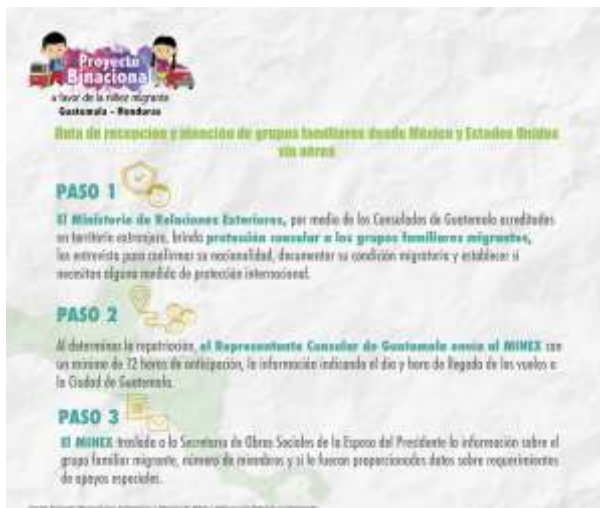 Proyecto
Binacional
a favor de la niñez migrante
Guatemala - Honduras
Ruta de recepción y atención de grupos familiares desde México y Estados Unidos
vía aérea
PASO 1
El Ministerio de Relaciones Exteriores, por medio de los Consulados de Guatemala acreditados
en territorio extranjero, brinda protección consular a los grupos familiares migrantes,
los entrevista para confirmar su nacionalidad, documentar su condición migratoria y establecer si
necesitan alguna medida de protección internacional.
PASO 2
Al determinar la repatriación, el Representante Consular de Guatemala envía al MINEX con
un mínimo de 12 horas de anticipación, la información indicando el día y hora de llegada de los vuelos a
la Ciudad de Guatemala.
PASO 3
El MINEX traslada a la Secretaría de Obras Sociales de la Esposa del Presidente la información sobre el
grupo familiar migrante, número de miembros y si le fueron proporcionados datos sobre requerimientos
de apoyos especiales.